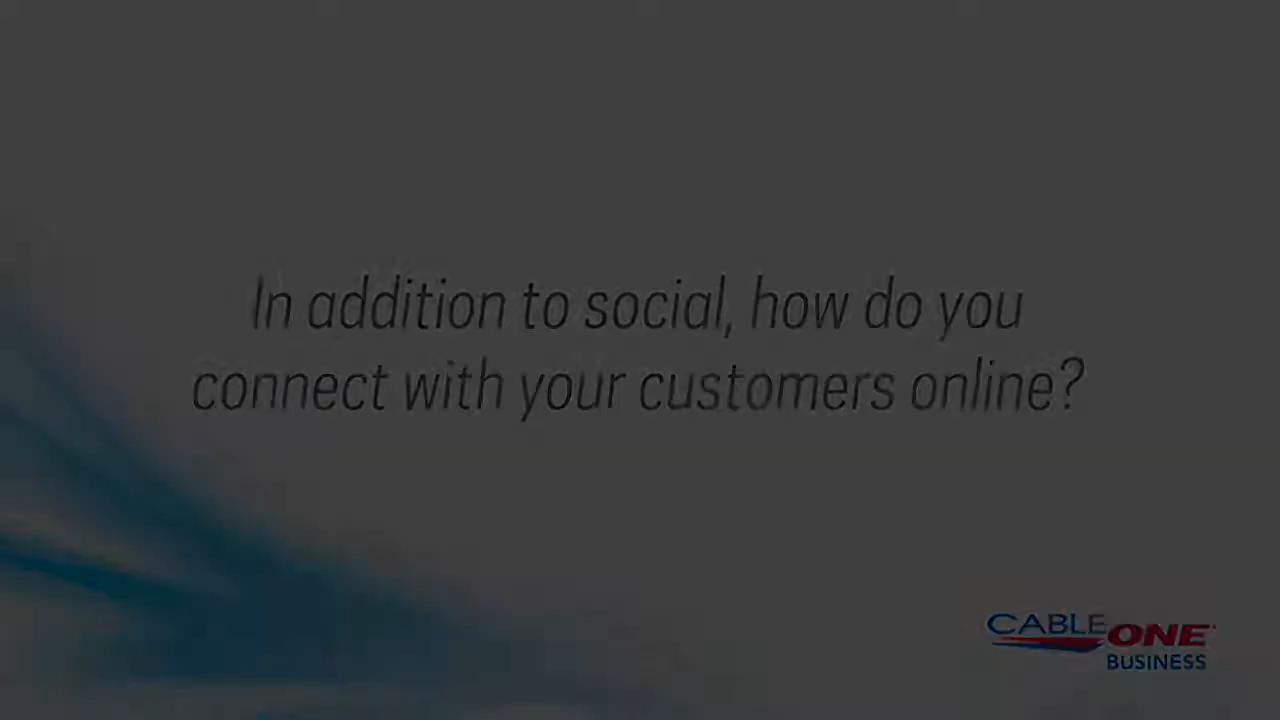 In addition to social, how do you
connect with your customers online?
CABLE ONE
BUSINESS